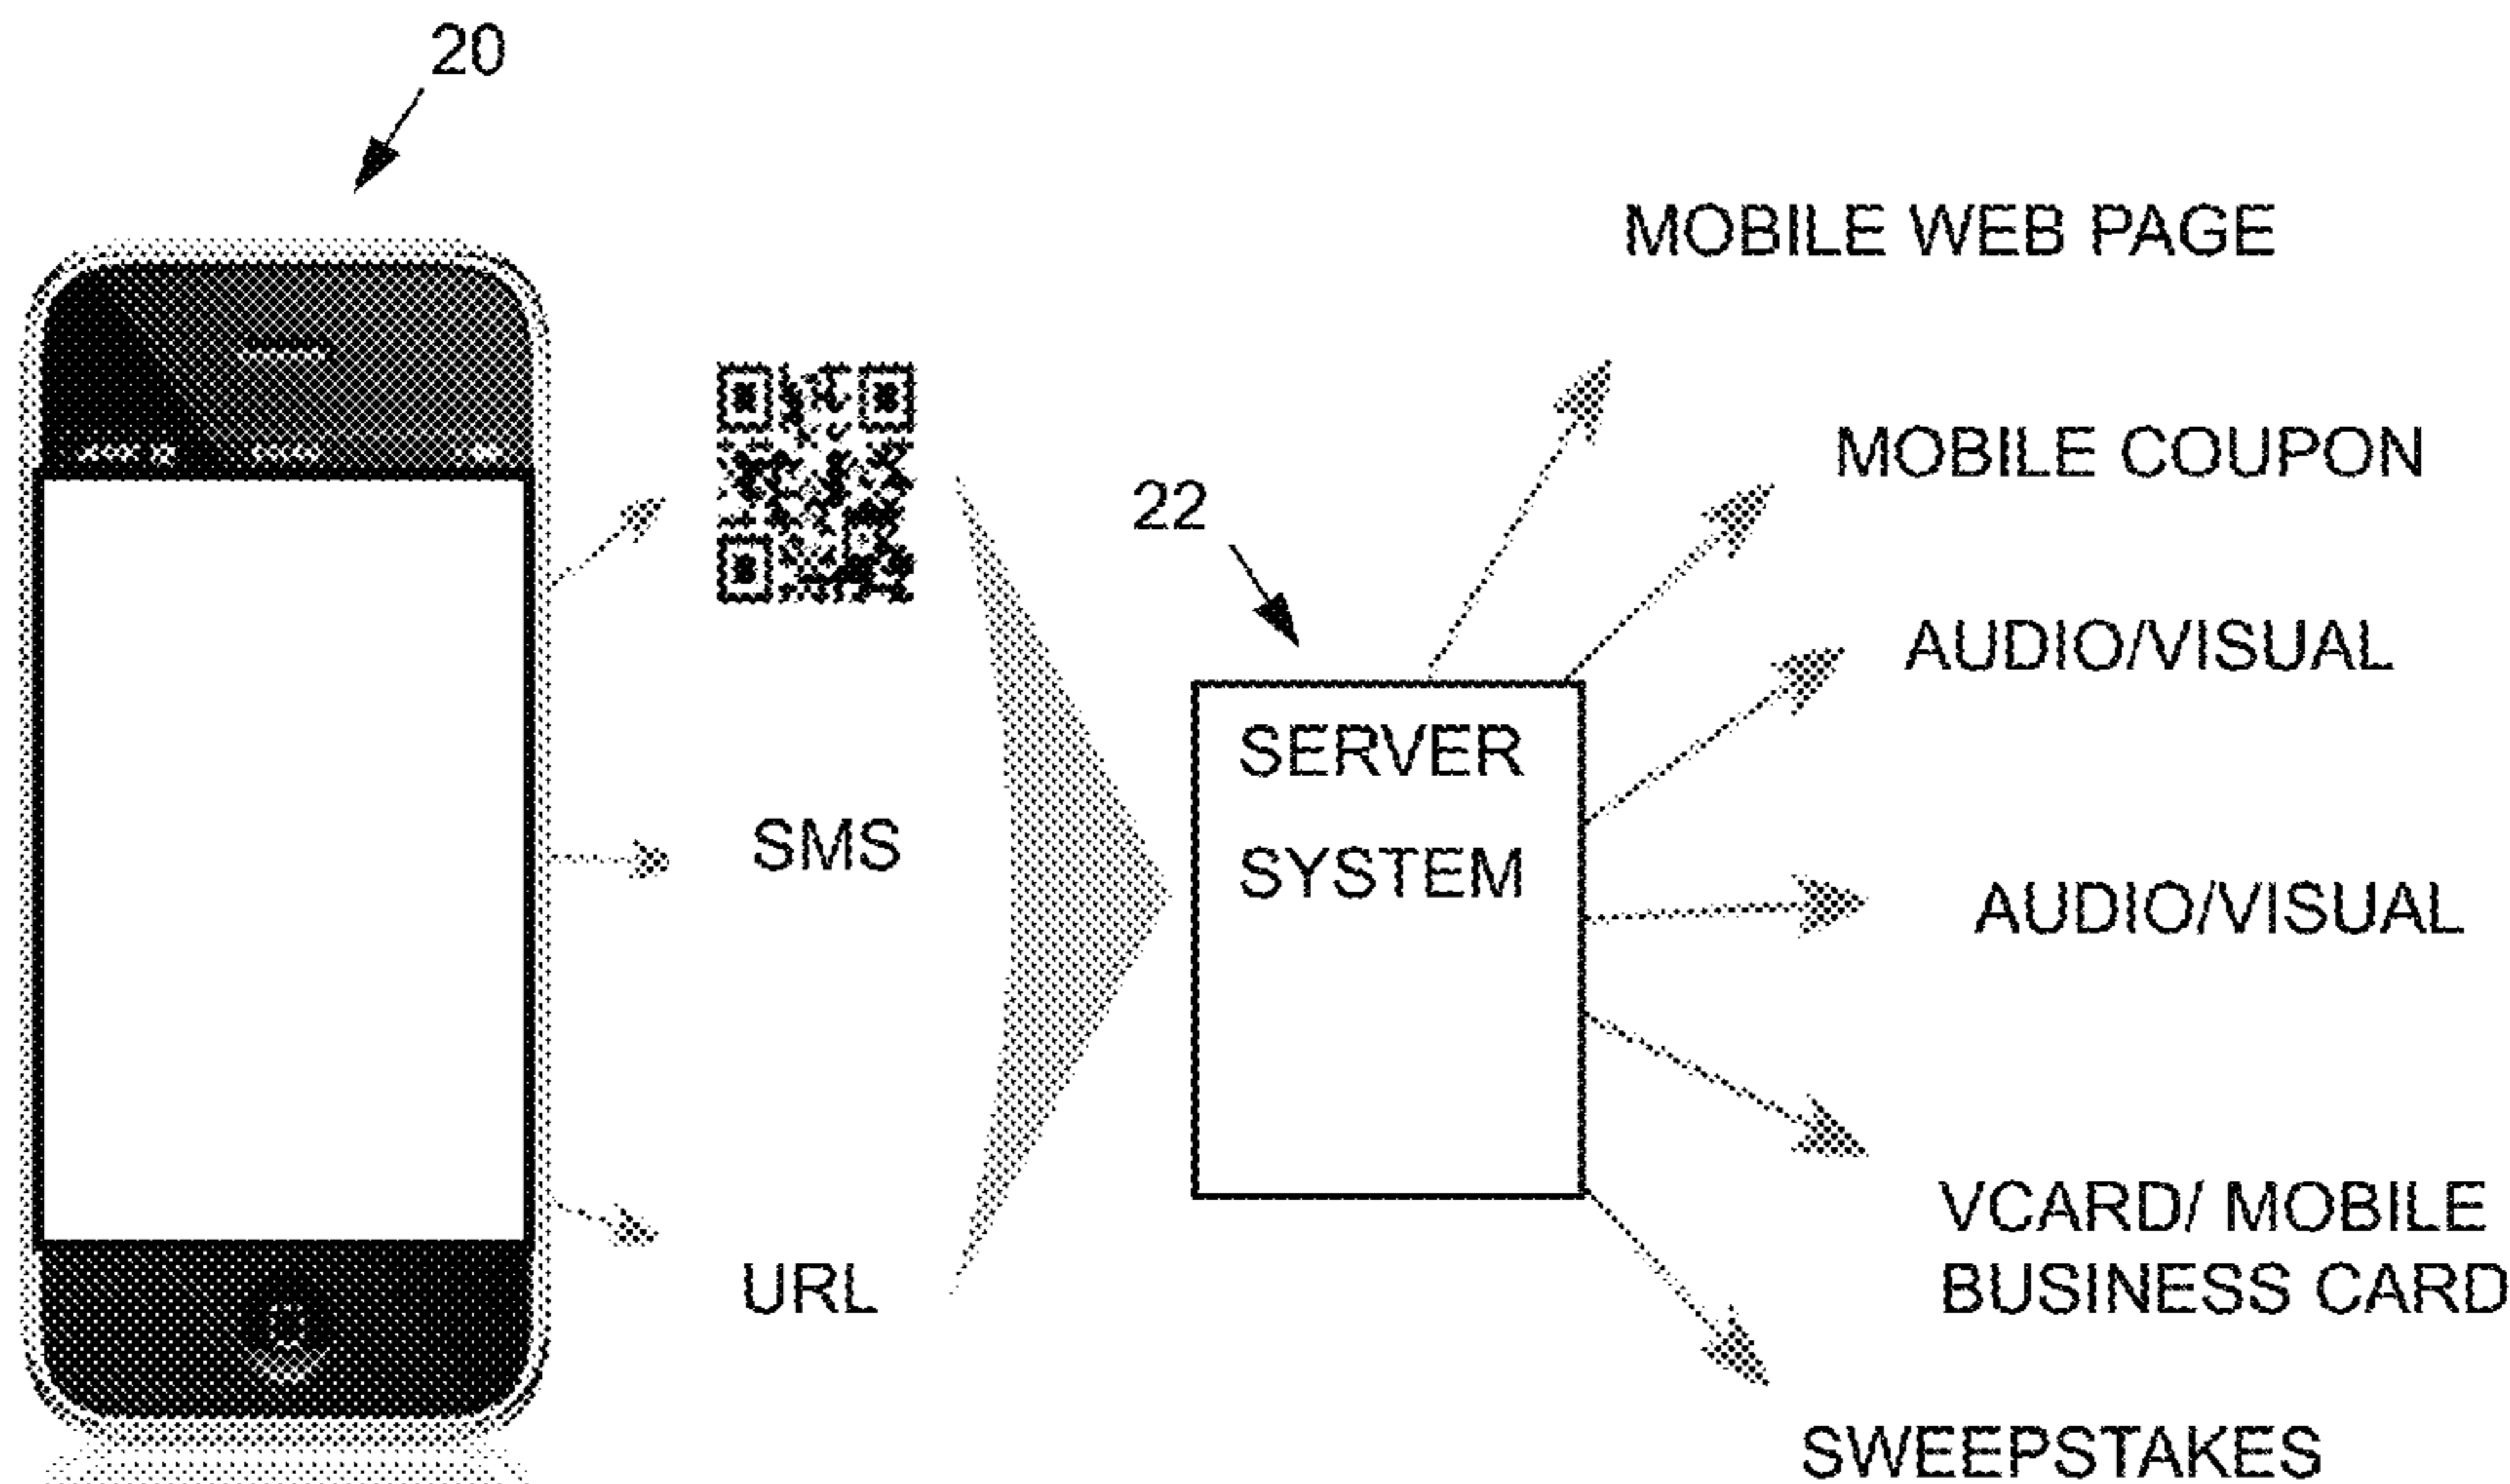 20
MOBILE WEB PAGE
MOBILE COUPON
22
AUDIO/VISUAL
SERVER
SYSTEM
SMS
AUDIO/VISUAL
VCARD/ MOBILE
BUSINESS CARD
URL
SWEEPSTAKES